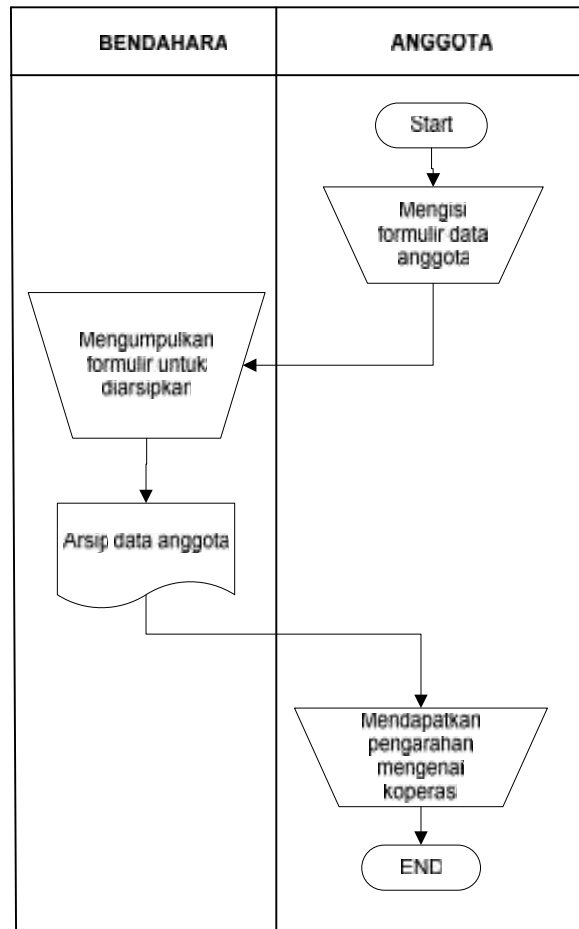 BENDAHARA
ANGGOTA
Start
Mengisi
formulir data
anggota
Mengumpulkan
formulir untuk
diarsipkan
Arsip data anggota
Mendapatkan
pengarahan
mengenai
koperas
END